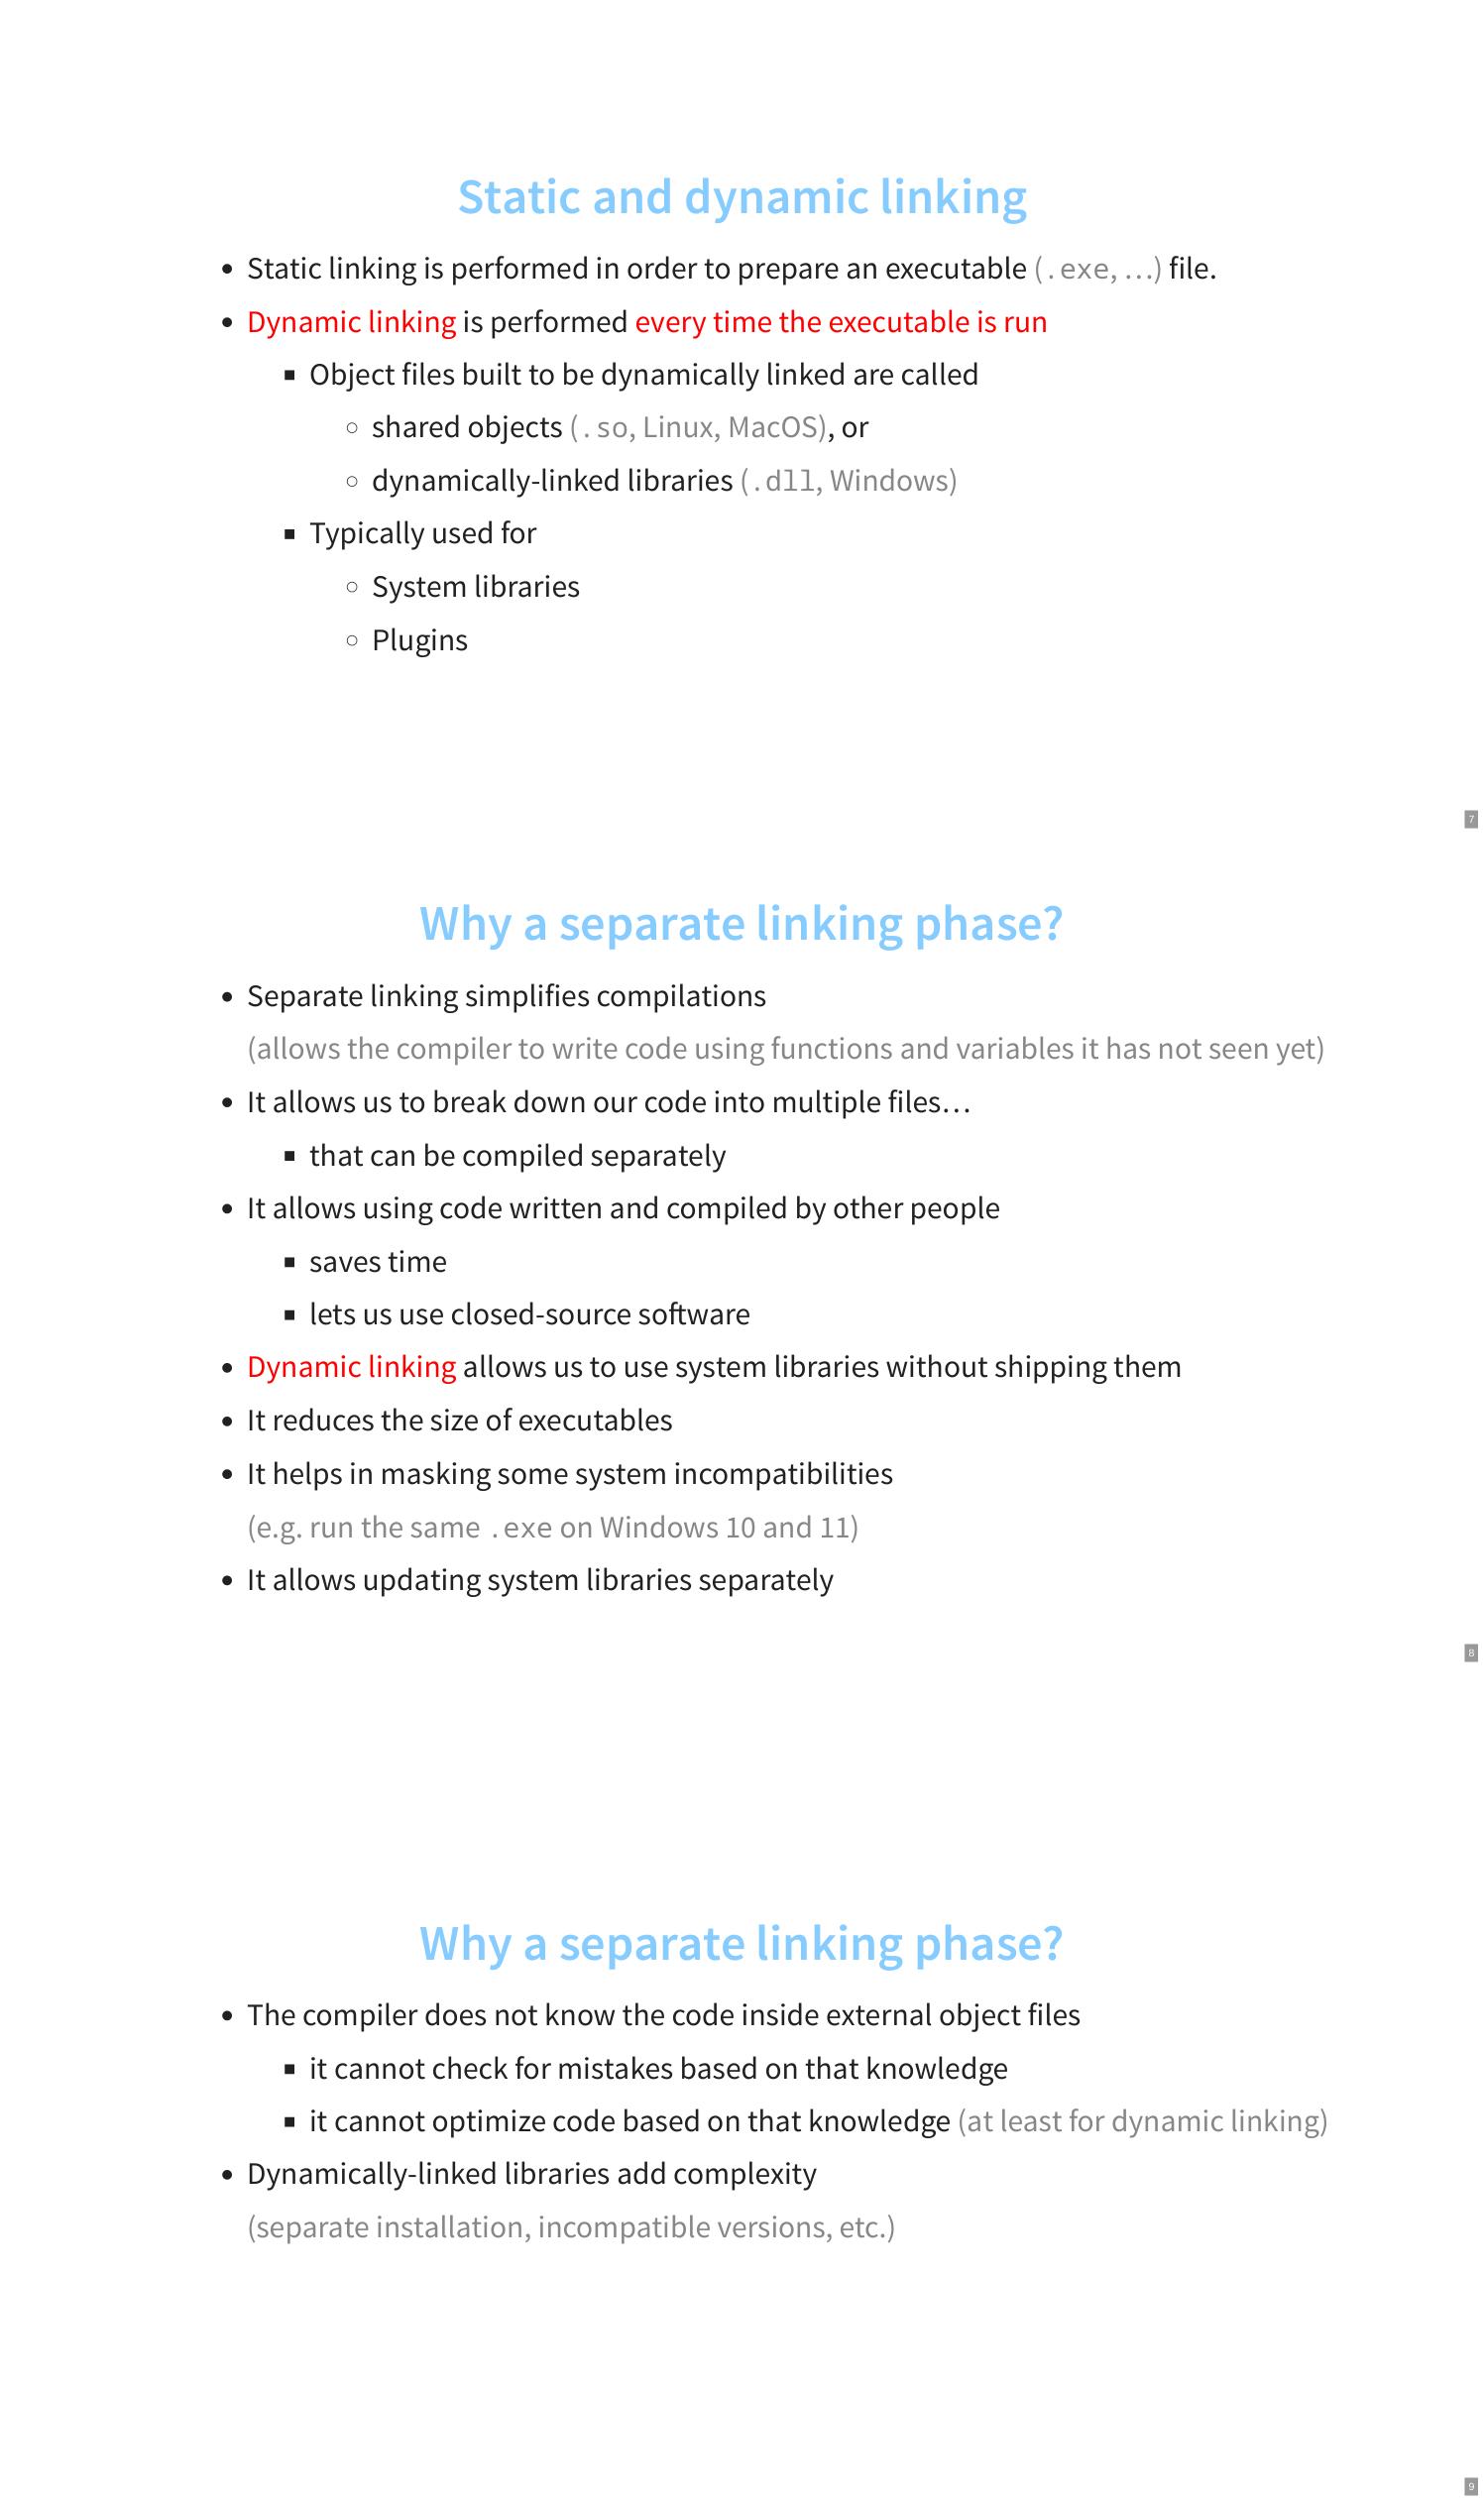 Static and dynamic linking
• Static linking is performed in order to prepare an executable (.exe, …) file.
• Dynamic linking is performed every time the executable is run
▪ Object files built to be dynamically linked are called
○ shared objects (.so, Linux, MacOS), or
○ dynamically-linked libraries (.dll, Windows)
▪ Typically used for
○ System libraries
○ Plugins
7
Why a separate linking phase?
• Separate linking simplifies compilations
(allows the compiler to write code using functions and variables it has not seen yet)
• It allows us to break down our code into multiple files…
▪ that can be compiled separately
• It allows using code written and compiled by other people
▪ saves time
▪ lets us use closed-source software
• Dynamic linking allows us to use system libraries without shipping them
• It reduces the size of executables
• It helps in masking some system incompatibilities
(e.g. run the same .exe on Windows 10 and 11)
• It allows updating system libraries separately
8
Why a separate linking phase?
• The compiler does not know the code inside external object files
▪ it cannot check for mistakes based on that knowledge
▪ it cannot optimize code based on that knowledge (at least for dynamic linking)
• Dynamically-linked libraries add complexity
(separate installation, incompatible versions, etc.)
9